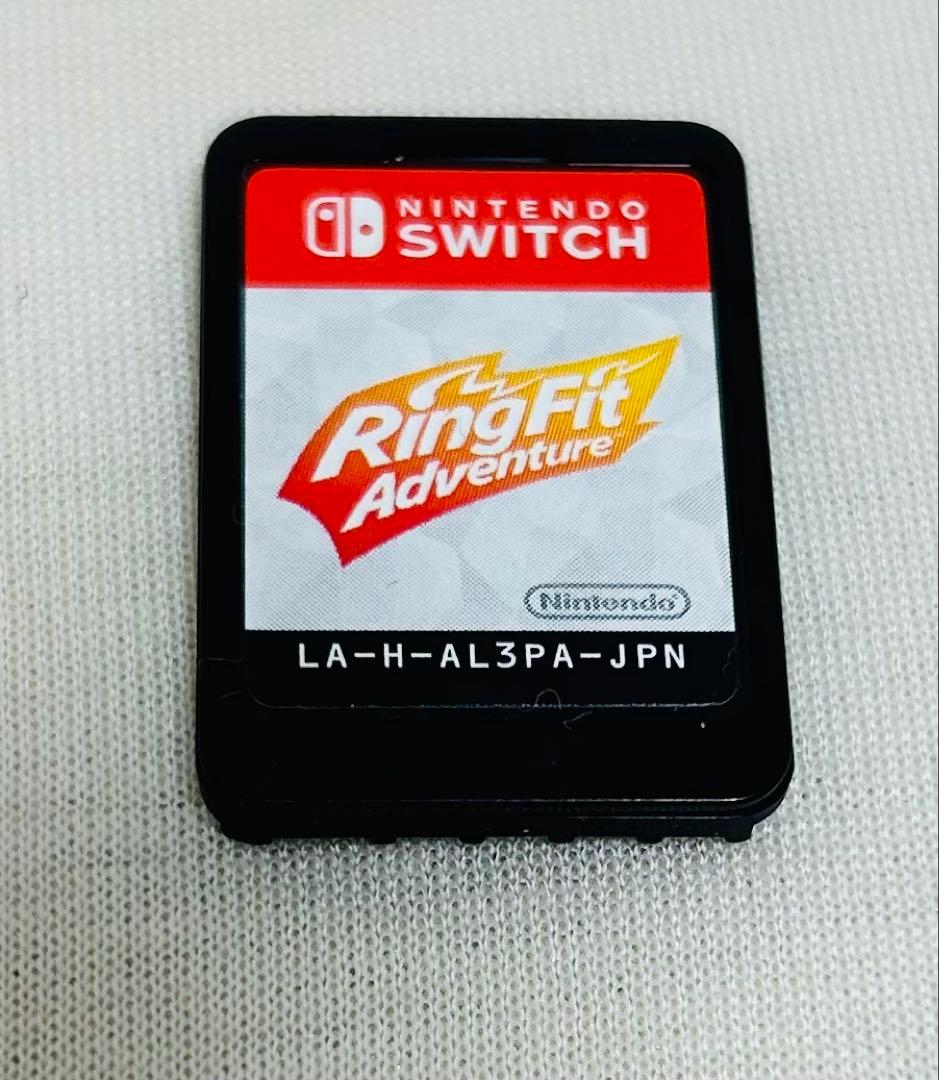 NINTENDO
SWITCH
RingFit
Adventure
Nintendo
LA-H-AL3PA-JPN